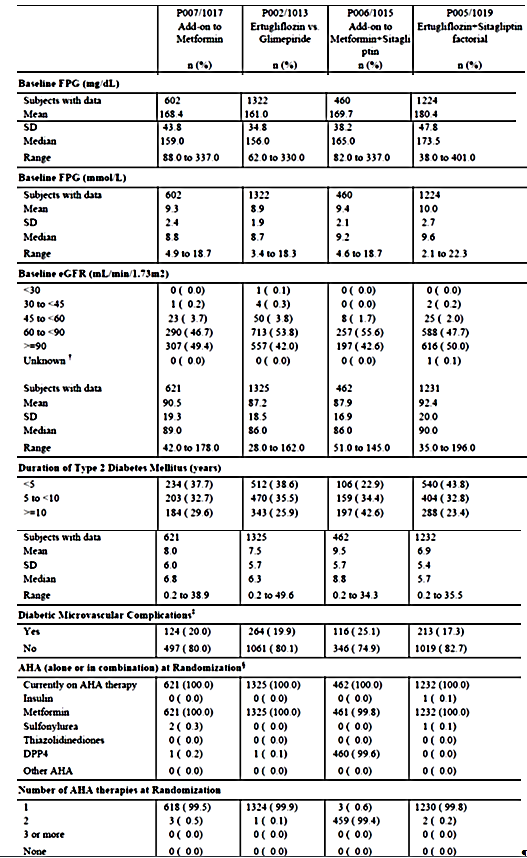 P007/1017 P002/1013 P006/1015 P005/1019
Add-on to Ertugliflozin vs. Add-on to Ertugliflozin+Sitagliptin
Metformin Glimepiride Metformin+Sitagli factorial
ptin
n (%) n (%) n (%) n (%)
Baseline FPG (mg/dL)
Subjects with data 602 1322 460 1224
Mean 168.4 161.0 169.7 180.4
SD 43.8 34.8 38.2 47.8
Median 159.0 156.0 165.0 173.5
Range 88.0 to 337.0 62.0 to 330.0 82.0 to 337.0 38.0 to 401.0
Baseline FPG (mmol/L)
Subjects with data 602 1322 460 1224
Mean 9.3 8.9 9.4 10.0
SD 2.4 1.9 2.1 2.7
Median 8.8 8.7 9.2 9.6
Range 4.9 to 18.7 3.4 to 18.3 4.6 to 18.7 2.1 to 22.3
Baseline eGFR (mL/min/1.73m2)
<30 0 ( 0.0) 1 ( 0.1) 0 ( 0.0) 0 ( 0.0)
30 to <45 1 ( 0.2) 4 ( 0.3) 0 ( 0.0) 2 ( 0.2)
45 to <60 23 ( 3.7) 50 ( 3.8) 8 ( 1.7) 25 ( 2.0)
60 to <90 290 ( 46.7) 713 ( 53.8) 257 ( 55.6) 588 ( 47.7)
>=90 307 ( 49.4) 557 ( 42.0) 197 ( 42.6) 616 ( 50.0)
Unknown † 0 ( 0.0) 0 ( 0.0) 0 ( 0.0) 1 ( 0.1)
Subjects with data 621 1325 462 1231
Mean 90.5 87.2 87.9 92.4
SD 19.3 18.5 16.9 20.0
Median 89.0 86.0 86.0 90.0
Range 42.0 to 178.0 28.0 to 162.0 51.0 to 145.0 35.0 to 196.0
Duration of Type 2 Diabetes Mellitus (years)
<5 234 ( 37.7) 512 ( 38.6) 106 ( 22.9) 540 ( 43.8)
5 to <10 203 ( 32.7) 470 ( 35.5) 159 ( 34.4) 404 ( 32.8)
>=10 184 ( 29.6) 343 ( 25.9) 197 ( 42.6) 288 ( 23.4)
Subjects with data 621 1325 462 1232
Mean 8.0 7.5 9.5 6.9
SD 6.0 5.7 5.7 5.4
Median 6.8 6.3 8.8 5.7
Range 0.2 to 38.9 0.2 to 49.6 0.2 to 34.3 0.2 to 35.5
Diabetic Microvascular Complications‡
Yes 124 ( 20.0) 264 ( 19.9) 116 ( 25.1) 213 ( 17.3)
No 497 ( 80.0) 1061 ( 80.1) 346 ( 74.9) 1019 ( 82.7)
AHA (alone or in combination) at Randomization§
Currently on AHA therapy 621 (100.0) 1325 (100.0) 462 (100.0) 1232 (100.0)
Insulin 0 ( 0.0) 0 ( 0.0) 0 ( 0.0) 1 ( 0.1)
Metformin 621 (100.0) 1325 (100.0) 461 ( 99.8) 1232 (100.0)
Sulfonylurea 2 ( 0.3) 0 ( 0.0) 0 ( 0.0) 1 ( 0.1)
Thiazolidinediones 0 ( 0.0) 0 ( 0.0) 0 ( 0.0) 0 ( 0.0)
DPP4 1 ( 0.2) 1 ( 0.1) 460 ( 99.6) 0 ( 0.0)
Other AHA 0 ( 0.0) 0 ( 0.0) 0 ( 0.0) 0 ( 0.0)
Number of AHA therapies at Randomization
1 618 ( 99.5) 1324 ( 99.9) 3 ( 0.6) 1230 ( 99.8)
2 3 ( 0.5) 1 ( 0.1) 459 ( 99.4) 2 ( 0.2)
3 or more 0 ( 0.0) 0 ( 0.0) 0 ( 0.0) 0 ( 0.0)
None 0 ( 0.0) 0 ( 0.0) 0 ( 0.0) 0 ( 0.0)